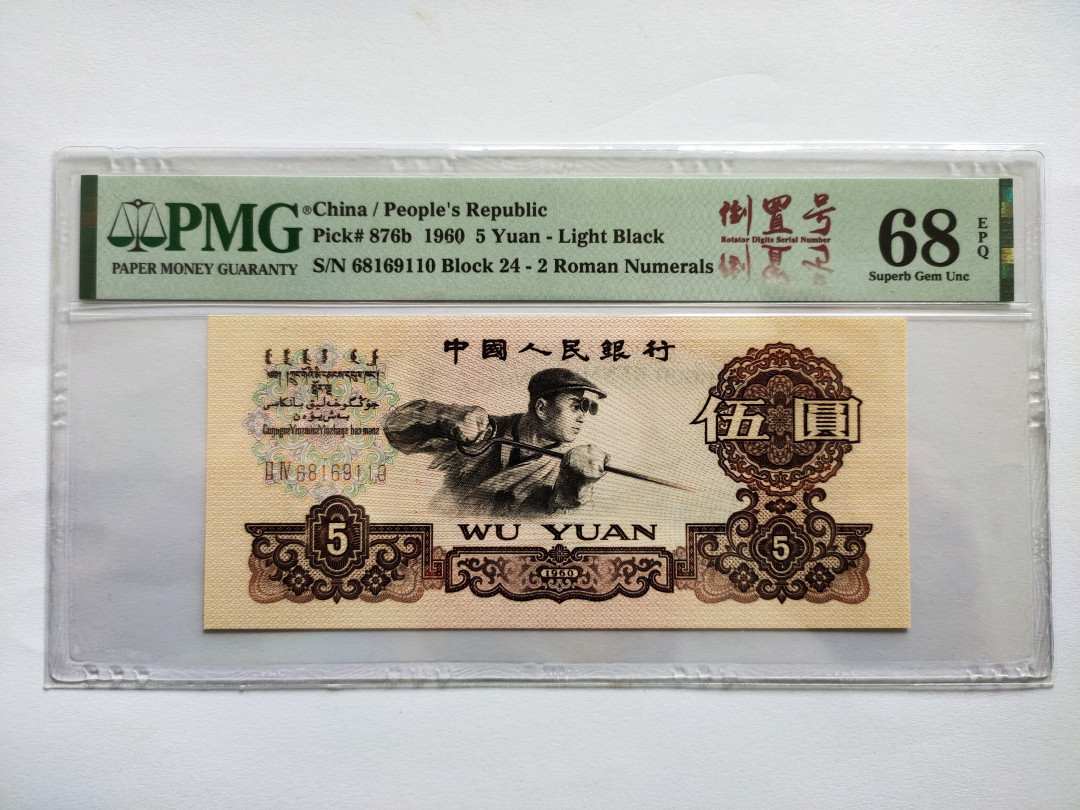 PMG®
PAPER MONEY GUARANTY
China / People's Republic
Pick# 876b 1960 5 Yuan - Light Black
S/N 68169110 Block 24 - 2 Roman Numerals
倒置号
Rotator Digits Serial Number
68
Superb Gem Unc
EPQ
中國人民銀行
伍圓
II IV 68169110
5
WU YUAN
1960
5